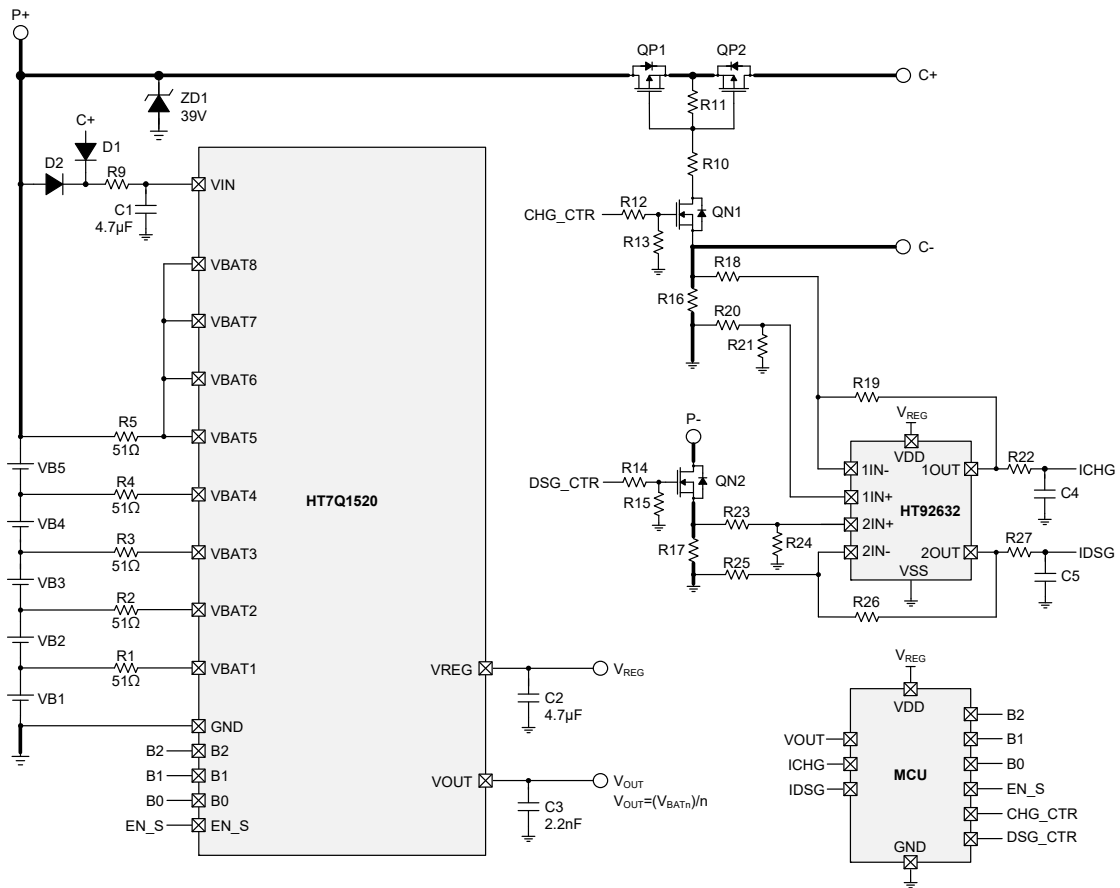 P+
QP1
QP2
C+
ZD1
39V
R11
C+
D1
D2
R9
VIN
C1
4.7µF
R10
CHG_CTR
R12
QN1
R13
C-
VBAT8
R18
R16
VBAT7
R20
R21
VBAT6
R19
VREG
R5
51Ω
VBAT5
P-
VDD
VB5
1IN-
1OUT
R22
ICHG
R4
51Ω
VBAT4
HT7Q1520
DSG_CTR
R14
QN2
R15
1IN+
C4
HT92632
VB4
R23
2IN+
R3
51Ω
VBAT3
R17
R24
2IN-
2OUT
R27
IDSG
R25
VSS
C5
VB3
R2
51Ω
VBAT2
R26
VB2
R1
51Ω
VBAT1
VREG
VREG
VREG
C2
4.7µF
VDD
VB1
GND
B2
B2
B1
B1
B0
B0
EN_S
EN_S
VOUT
VOUT
VOUT=(VBATn)/n
C3
2.2nF
VOUT
ICHG
IDSG
MCU
B2
B1
B0
EN_S
CHG_CTR
DSG_CTR
GND